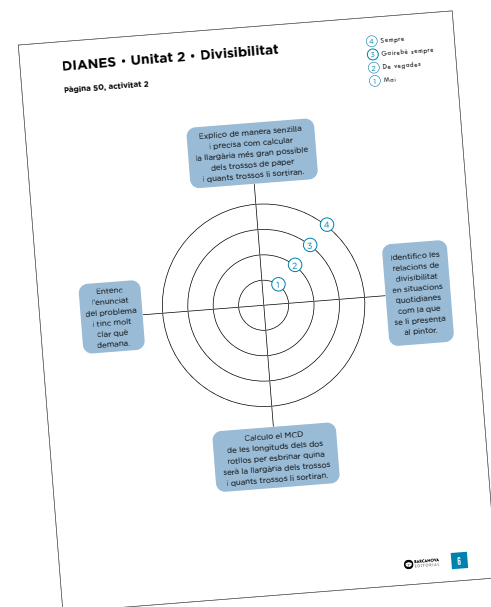 DIANES • Unitat 2 • Divisibilitat
Pàgina 50, activitat 2
4 Sempre
3 Gairebé sempre
2 De vegades
1 Mai
Explico de manera senzilla
i precisa com calcular
la llargària més gran possible
dels trossos de paper
i quants trossos li sortiran.
4
3
2
1
Entenc
l'enunciat
del problema
i tinc molt
clar què
demana.
Identifico les
relacions de
divisibilitat
en situacions
quotidianes
com la que
se li presenta
al pintor.
Calculo el MCD
de les longituds dels dos
rotllos per esbrinar quina
serà la llargària dels trossos
i quants trossos li sortiran.
BARCANOVA
EDITORIAL
6